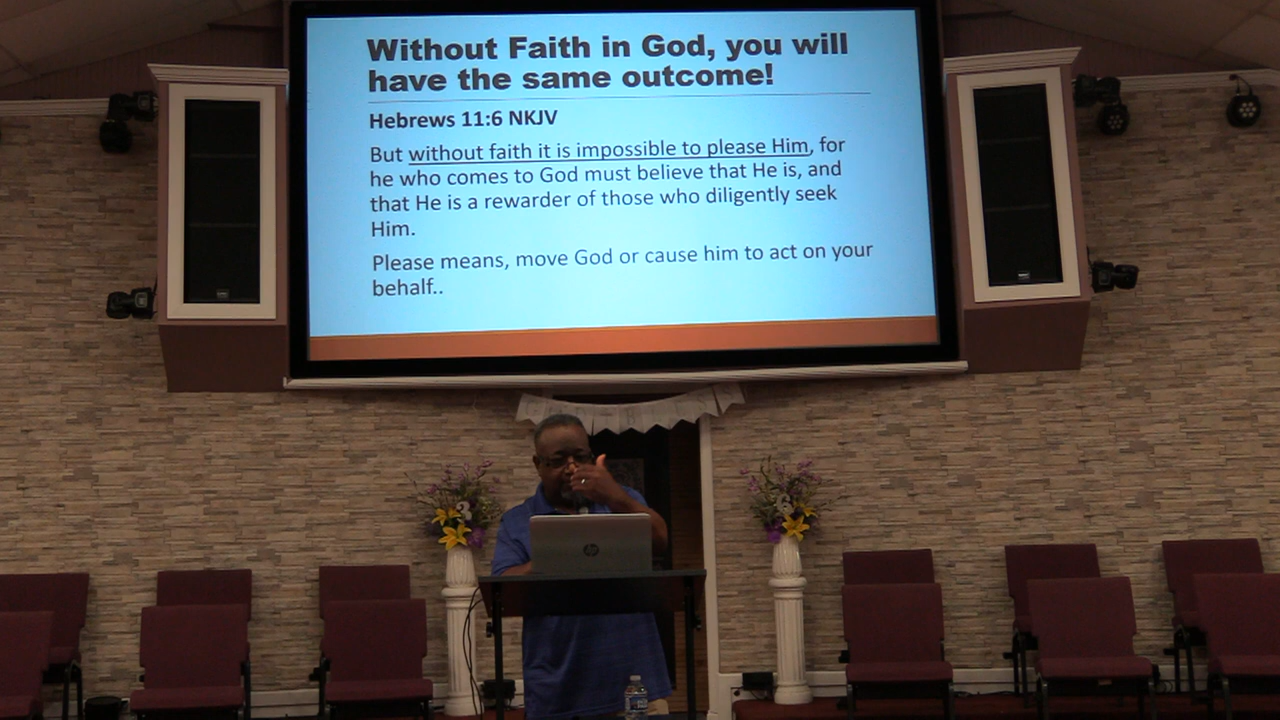 Without Faith in God, you will
have the same outcome!
Hebrews 11:6 NKJV
But without faith it is impossible to please Him, for
he who comes to God must believe that He is, and
that He is a rewarder of those who diligently seek
Him.
Please means, move God or cause him to act on your
behalf..
hp